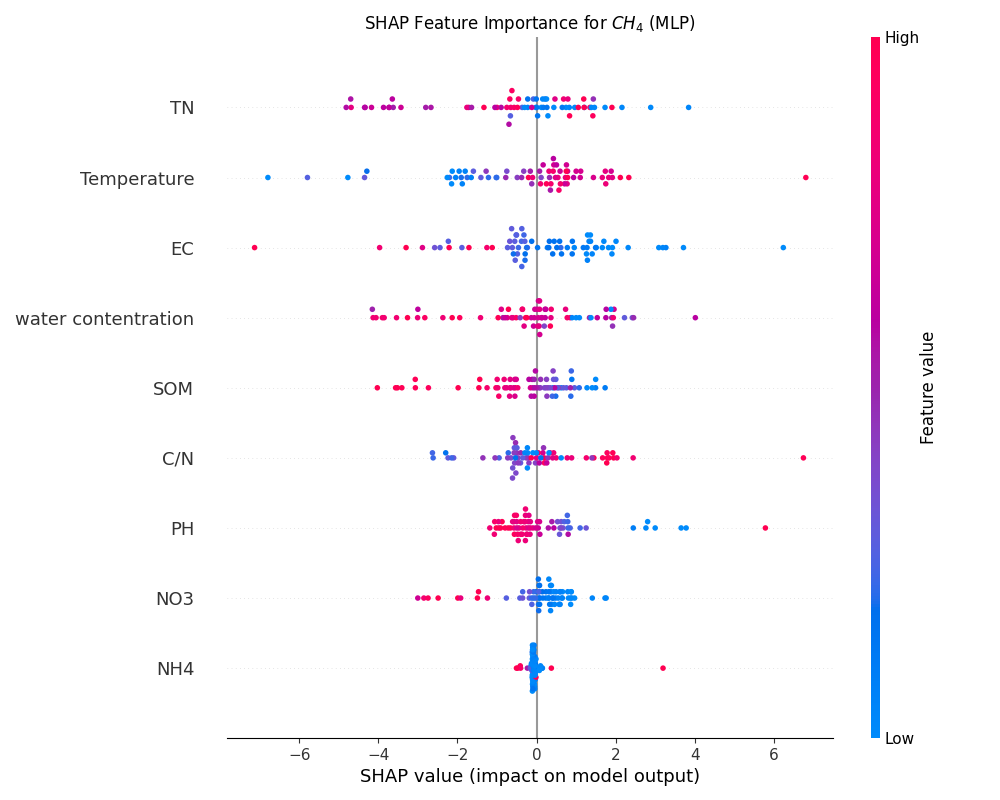 SHAP Feature Importance for $CH_4$ (MLP)
High
TN
Temperature
EC
water contentration
SOM
C/N
PH
NO3
NH4
Feature value
Low
−6 −4 −2 0 2 4 6
SHAP value (impact on model output)